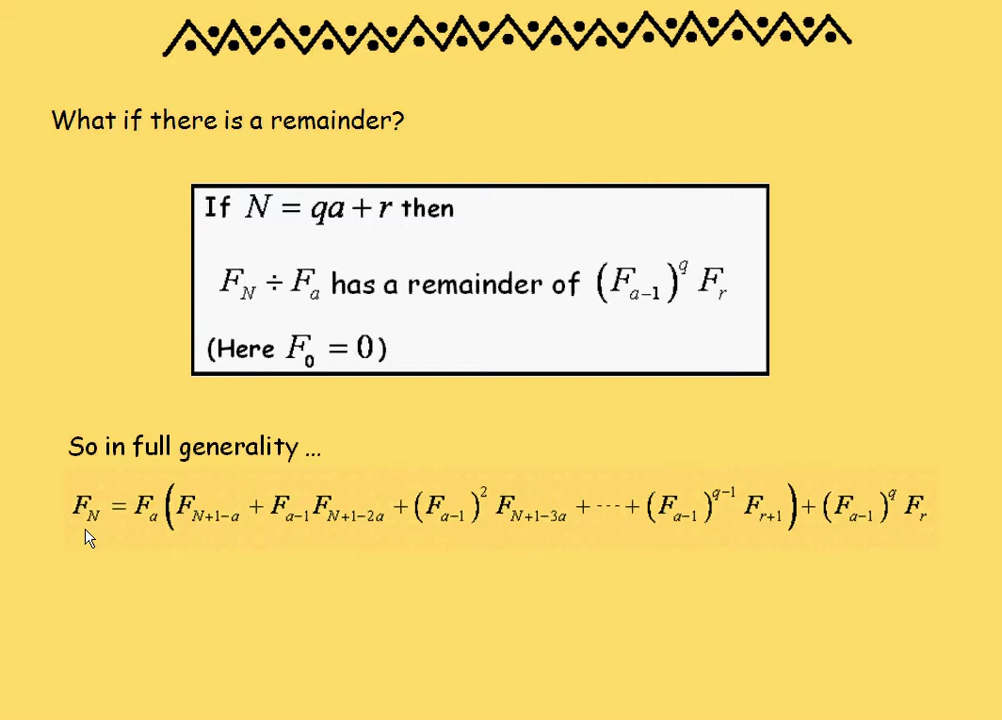 What if there is a remainder?
If N = qa + r then
F_N ÷ F_a has a remainder of (F_{a−1})^q F_r
(Here F_0 = 0)
So in full generality ...
F_N = F_a(F_{N+1−a} + F_{a−1}F_{N+1−2a} + (F_{a−1})^2 F_{N+1−3a} + ⋯ + (F_{a−1})^{q−1} F_{r+1}) + (F_{a−1})^q F_r